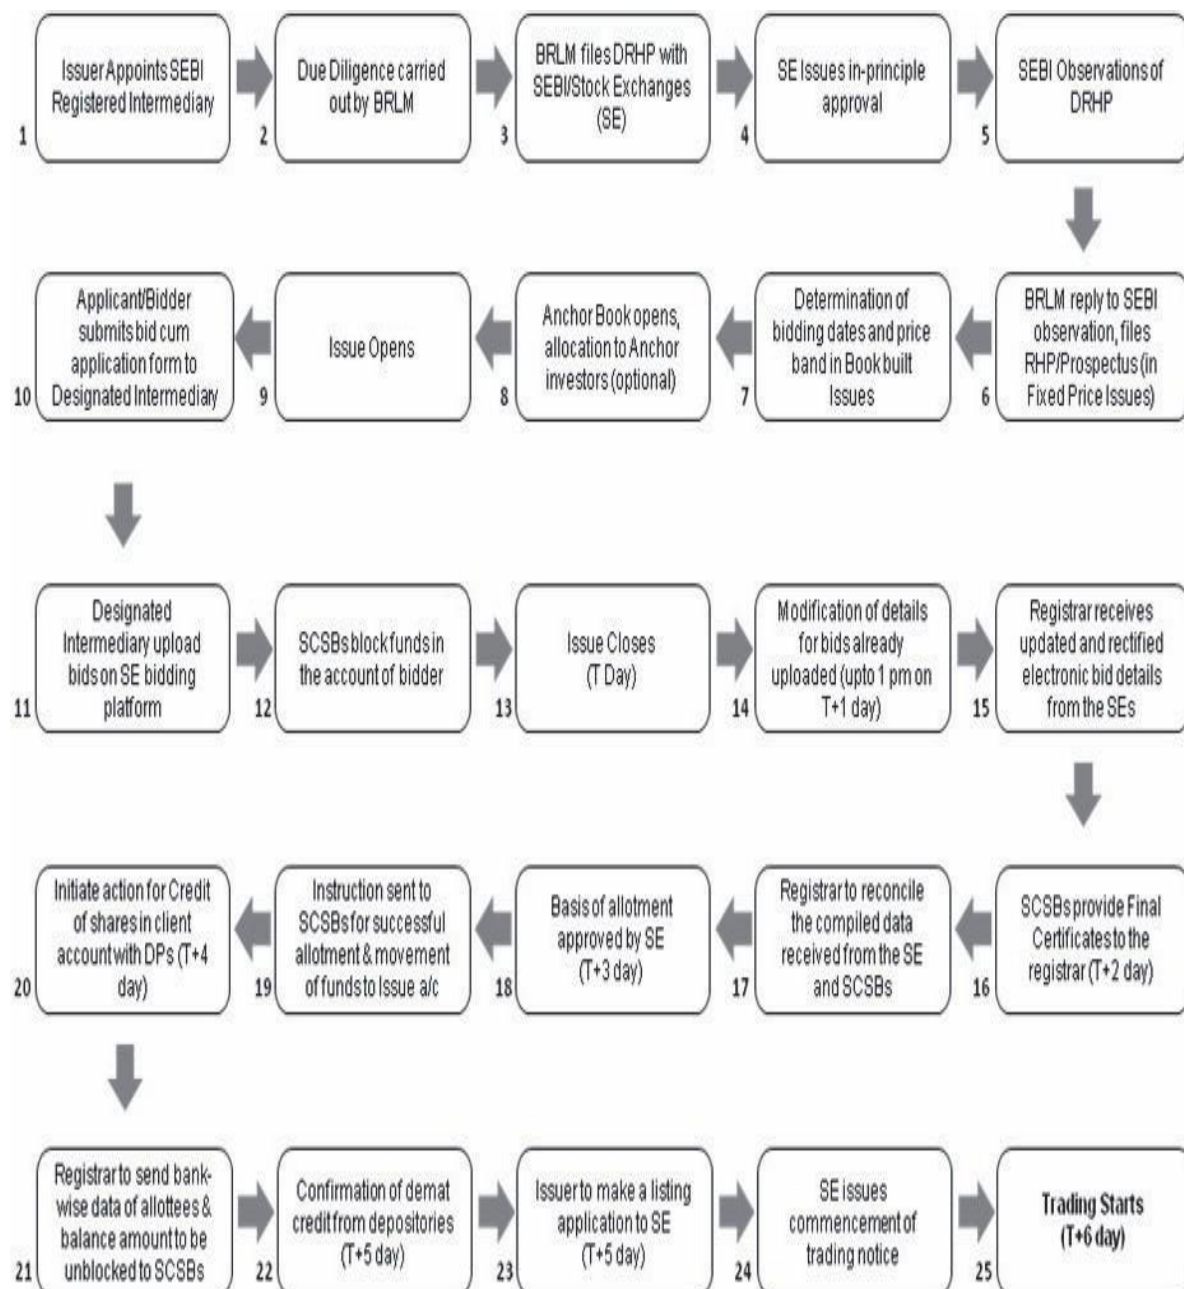 Issuer Appoints SEBI
Registered Intermediary
1
Due Diligence carried
out by BRLM
2
BRLM files DRHP with
SEBI/Stock Exchanges
(SE)
3
SE Issues in-principle
approval
4
SEBI Observations of
DRHP
5
BRLM reply to SEBI
observation, files
RHP/Prospectus (in
Fixed Price Issues)
6
Determination of
bidding dates and price
band in Book built
Issues
7
Anchor Book opens,
allocation to Anchor
investors (optional)
8
Issue Opens
9
Applicant/Bidder
submits bid cum
application form to
Designated Intermediary
10
Designated
Intermediary upload
bids on SE bidding
platform
11
SCSBs block funds in
the account of bidder
12
Issue Closes
(T Day)
13
Modification of details
for bids already
uploaded (upto 1 pm on
T+1 day)
14
Registrar receives
updated and rectified
electronic bid details
from the SEs
15
SCSBs provide Final
Certificates to the
registrar (T+2 day)
16
Registrar to reconcile
the compiled data
received from the SE
and SCSBs
17
Basis of allotment
approved by SE
(T+3 day)
18
Instruction sent to
SCSBs for successful
allotment & movement
of funds to Issue a/c
19
Initiate action for Credit
of shares in client
account with DPs (T+4
day)
20
Registrar to send bank-
wise data of allottees &
balance amount to be
unblocked to SCSBs
21
Confirmation of demat
credit from depositories
(T+5 day)
22
Issuer to make a listing
application to SE
(T+5 day)
23
SE issues
commencement of
trading notice
24
Trading Starts
(T+6 day)
25